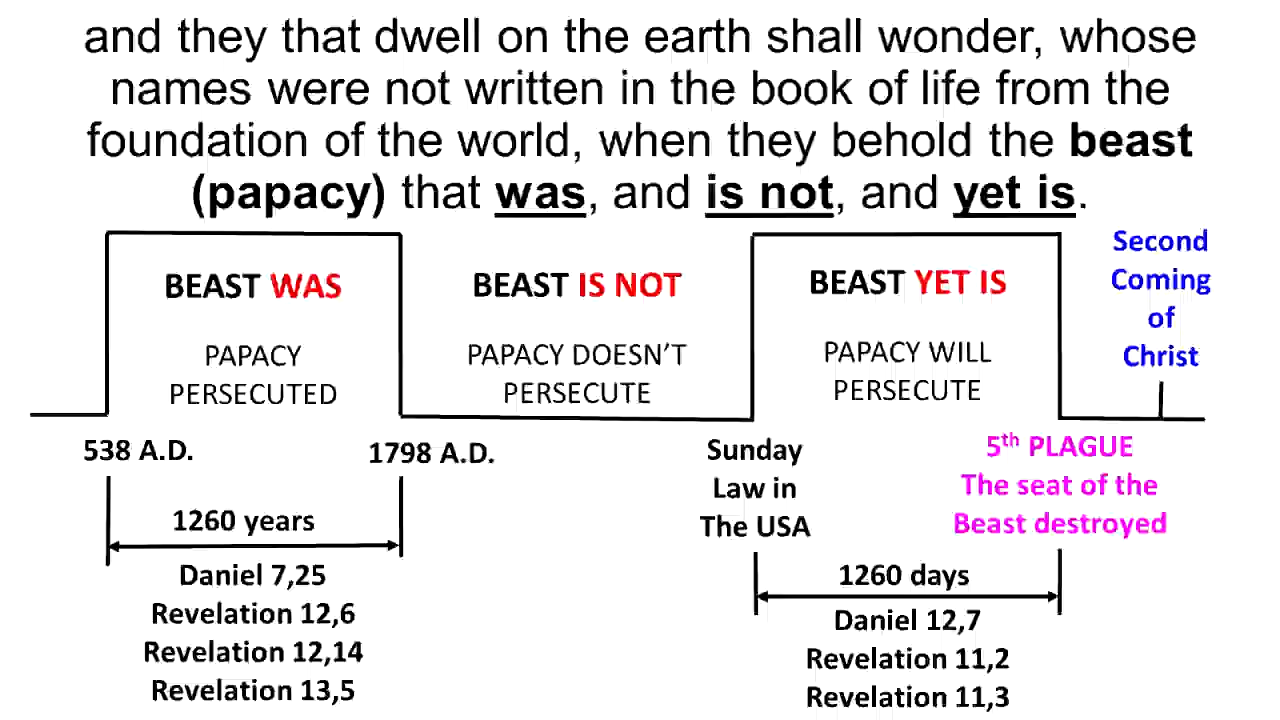 and they that dwell on the earth shall wonder, whose
names were not written in the book of life from the
foundation of the world, when they behold the beast
(papacy) that was, and is not, and yet is.
BEAST WAS
PAPACY
PERSECUTED
BEAST IS NOT
PAPACY DOESN'T
PERSECUTE
BEAST YET IS
PAPACY WILL
PERSECUTE
Second
Coming
of
Christ
538 A.D.
1798 A.D.
1260 years
Daniel 7,25
Revelation 12,6
Revelation 12,14
Revelation 13,5
Sunday
Law in
The USA
5th PLAGUE
The seat of the
Beast destroyed
1260 days
Daniel 12,7
Revelation 11,2
Revelation 11,3